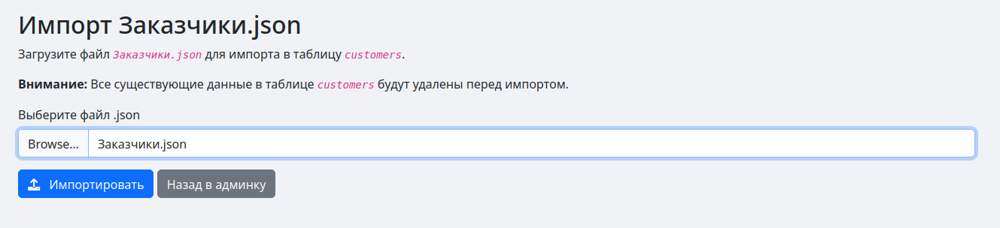 Импорт Заказчики.json
Загрузите файл Заказчики.json для импорта в таблицу customers.
Внимание: Все существующие данные в таблице customers будут удалены перед импортом.
Выберите файл .json
Browse... Заказчики.json
Импортировать Назад в админку